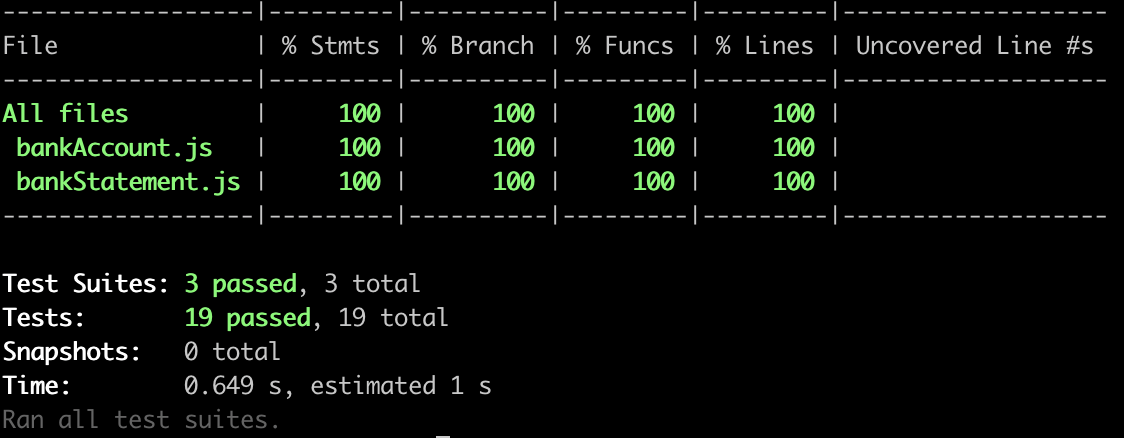 ------------------|---------|----------|---------|---------|-------------------
File              | % Stmts | % Branch | % Funcs | % Lines | Uncovered Line #s
------------------|---------|----------|---------|---------|-------------------
All files         |     100 |      100 |     100 |     100 |
 bankAccount.js   |     100 |      100 |     100 |     100 |
 bankStatement.js |     100 |      100 |     100 |     100 |
------------------|---------|----------|---------|---------|-------------------
Test Suites: 3 passed, 3 total
Tests:       19 passed, 19 total
Snapshots:   0 total
Time:        0.649 s, estimated 1 s
Ran all test suites.